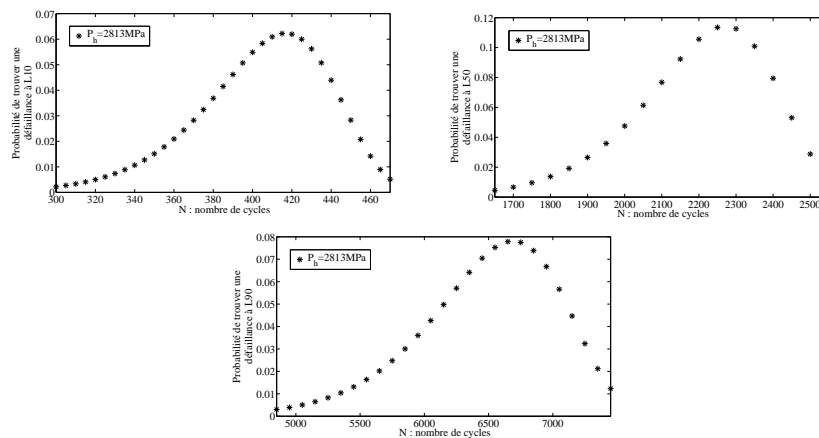 0.07
0.06
0.05
0.04
0.03
0.02
0.01
0
Probabilité de trouver une
défaillance à L10
P_h=2813MPa
300 320 340 360 380 400 420 440 460
N : nombre de cycles
0.12
0.1
0.08
0.06
0.04
0.02
0
Probabilité de trouver une
défaillance à L50
P_h=2813MPa
1700 1800 1900 2000 2100 2200 2300 2400 2500
N : nombre de cycles
0.08
0.07
0.06
0.05
0.04
0.03
0.02
0.01
0
Probabilité de trouver une
défaillance à L90
P_h=2813MPa
5000 5500 6000 6500 7000
N : nombre de cycles